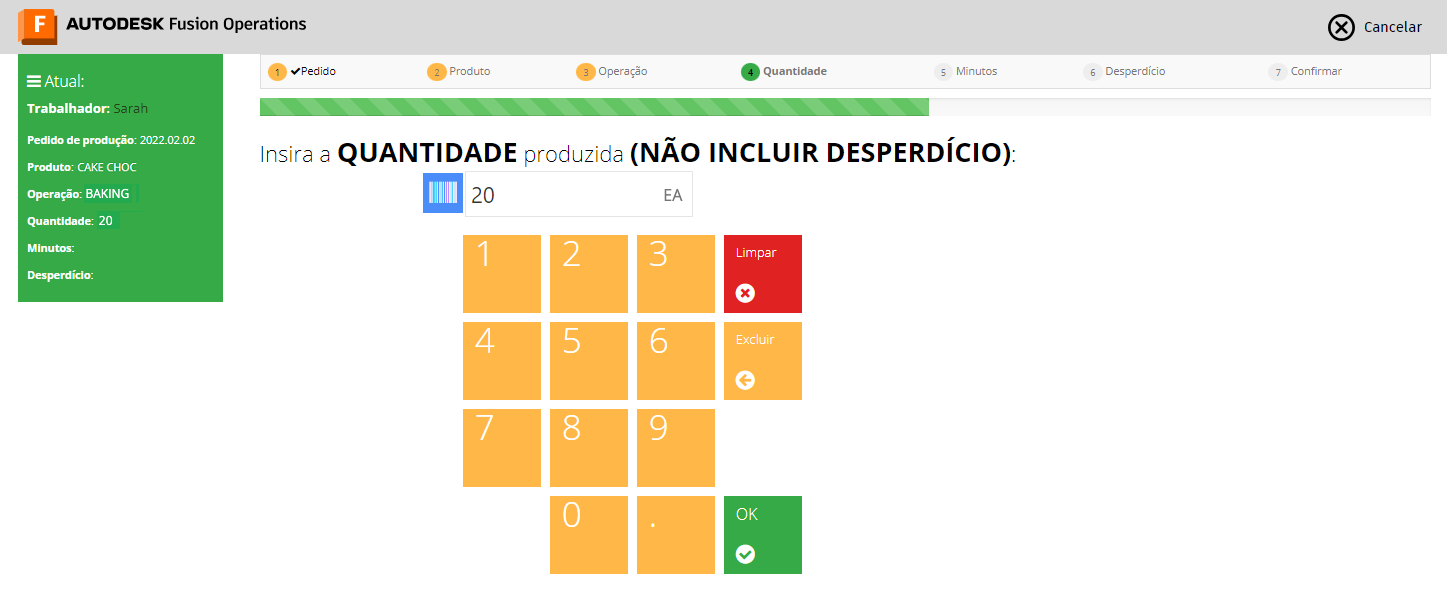 F AUTODESK Fusion Operations
Cancelar
Atual:
Trabalhador: Sarah
Pedido de produção: 2022.02.02
Produto: CAKE CHOC
Operação: BAKING
Quantidade: 20
Minutos:
Desperdício:
1 Pedido 2 Produto 3 Operação 4 Quantidade 5 Minutos 6 Desperdício 7 Confirmar
Insira a QUANTIDADE produzida (NÃO INCLUIR DESPERDÍCIO):
20 EA
1 2 3 Limpar
4 5 6 Excluir
7 8 9
0 . OK